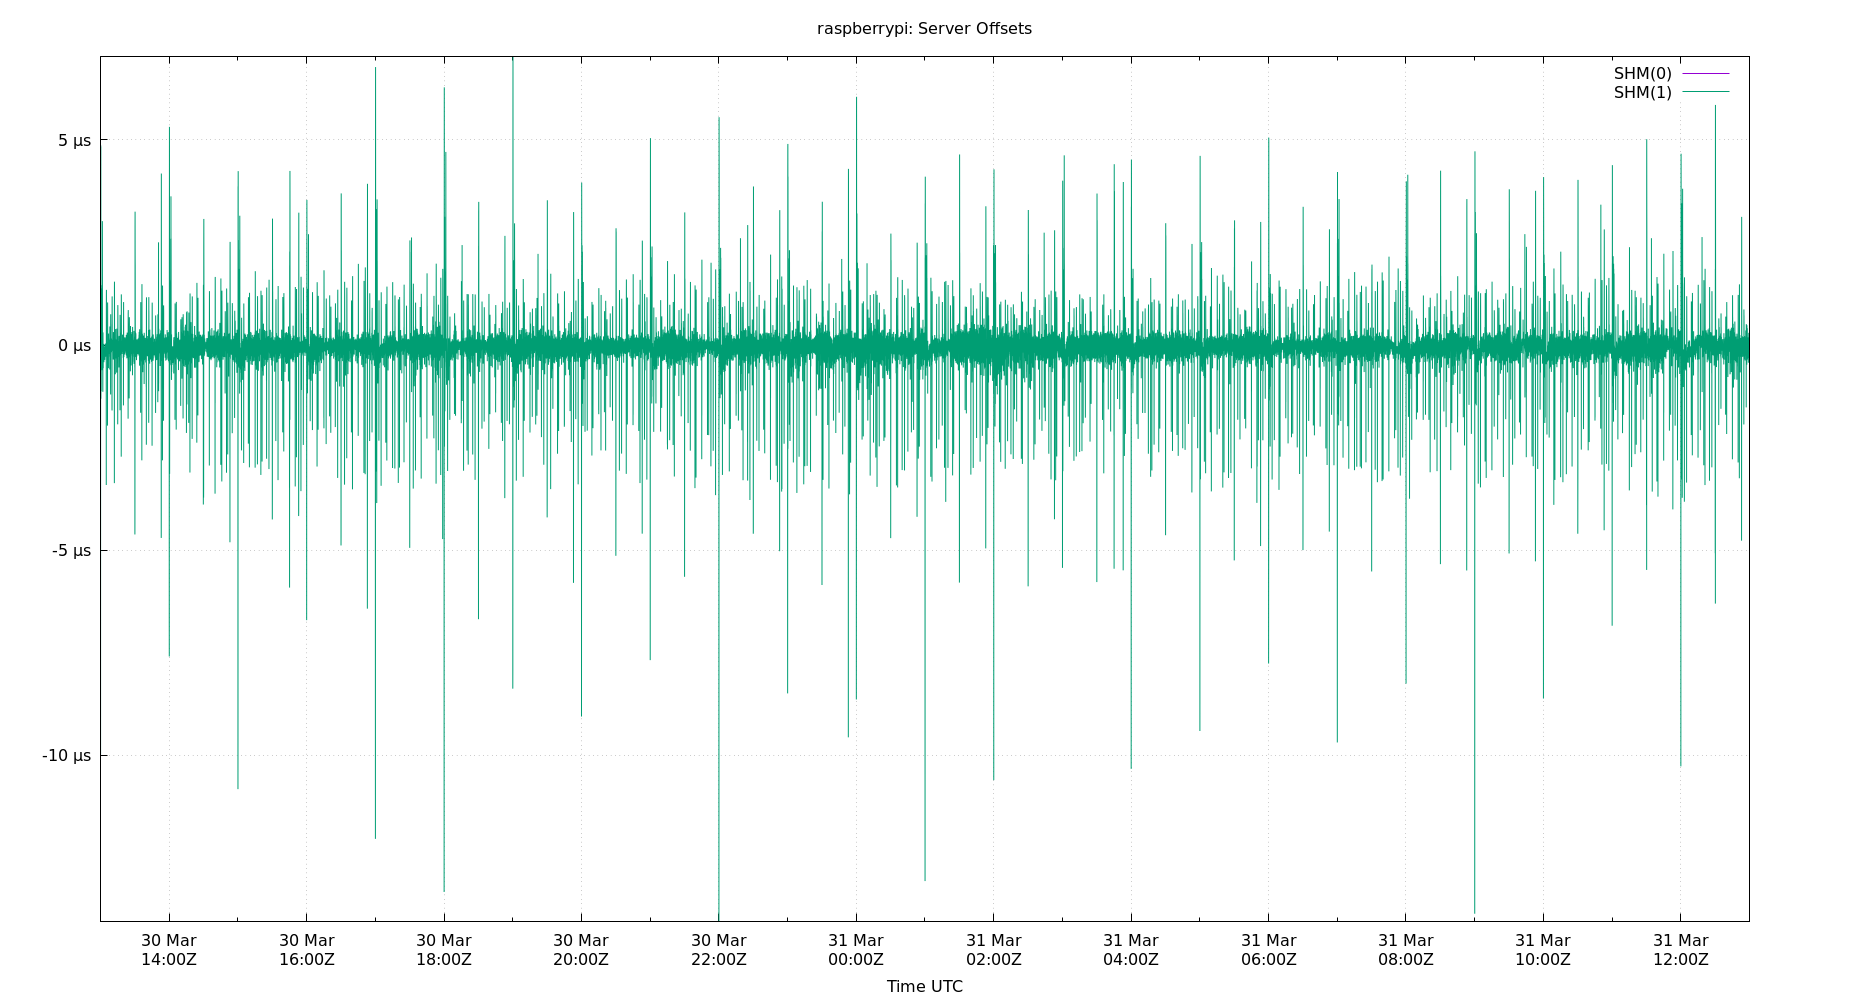 raspberrypi: Server Offsets
SHM(0)
SHM(1)
5 µs
0 µs
-5 µs
-10 µs
30 Mar 30 Mar 30 Mar 30 Mar 30 Mar 31 Mar 31 Mar 31 Mar 31 Mar 31 Mar 31 Mar 31 Mar
14:00Z 16:00Z 18:00Z 20:00Z 22:00Z 00:00Z 02:00Z 04:00Z 06:00Z 08:00Z 10:00Z 12:00Z
Time UTC